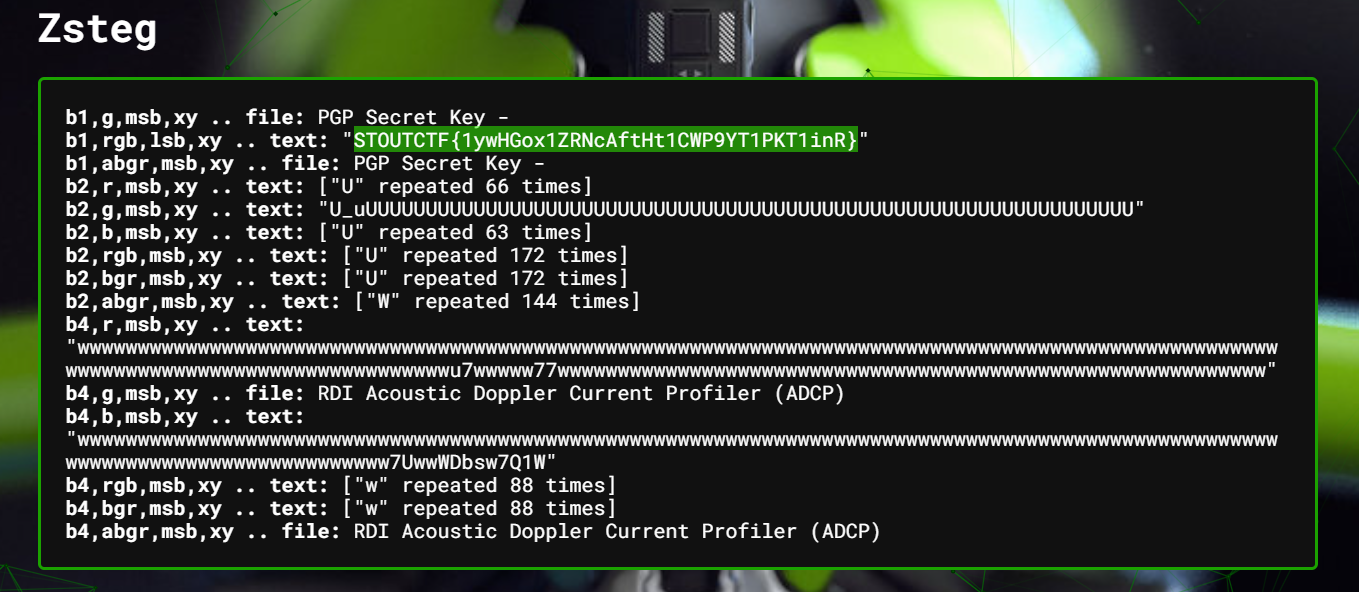 Zsteg
b1,g,msb,xy .. file: PGP Secret Key -
b1,rgb,lsb,xy .. text: "STOUTCTF{1ywHGox1ZRNcAftHt1CWP9YT1PKT1inR}"
b1,abgr,msb,xy .. file: PGP Secret Key -
b2,r,msb,xy .. text: ["U" repeated 66 times]
b2,g,msb,xy .. text: "U_uUUUUUUUUUUUUUUUUUUUUUUUUUUUUUUUUUUUUUUUUUUUUUUUUUUUUUUUUUUUUUUUU"
b2,b,msb,xy .. text: ["U" repeated 63 times]
b2,rgb,msb,xy .. text: ["U" repeated 172 times]
b2,bgr,msb,xy .. text: ["U" repeated 172 times]
b2,abgr,msb,xy .. text: ["W" repeated 144 times]
b4,r,msb,xy .. text:
"wwwwwwwwwwwwwwwwwwwwwwwwwwwwwwwwwwwwwwwwwwwwwwwwwwwwwwwwwwwwwwwwwwwwwwwwwwwwwwwwwwwwwwwwwwwwwwwwwwww
wwwwwwwwwwwwwwwwwwwwwwwwwwwwwwwwu7wwwww77wwwwwwwwwwwwwwwwwwwwwwwwwwwwwwwwwwwwwwwwwwwwwwwwwwwwwwwwwww"
b4,g,msb,xy .. file: RDI Acoustic Doppler Current Profiler (ADCP)
b4,b,msb,xy .. text:
"wwwwwwwwwwwwwwwwwwwwwwwwwwwwwwwwwwwwwwwwwwwwwwwwwwwwwwwwwwwwwwwwwwwwwwwwwwwwwwwwwwwwwwwwwwwwwwwwwwww
wwwwwwwwwwwwwwwwwwwwwwwwwww7UwwWDbsw7Q1W"
b4,rgb,msb,xy .. text: ["w" repeated 88 times]
b4,bgr,msb,xy .. text: ["w" repeated 88 times]
b4,abgr,msb,xy .. file: RDI Acoustic Doppler Current Profiler (ADCP)